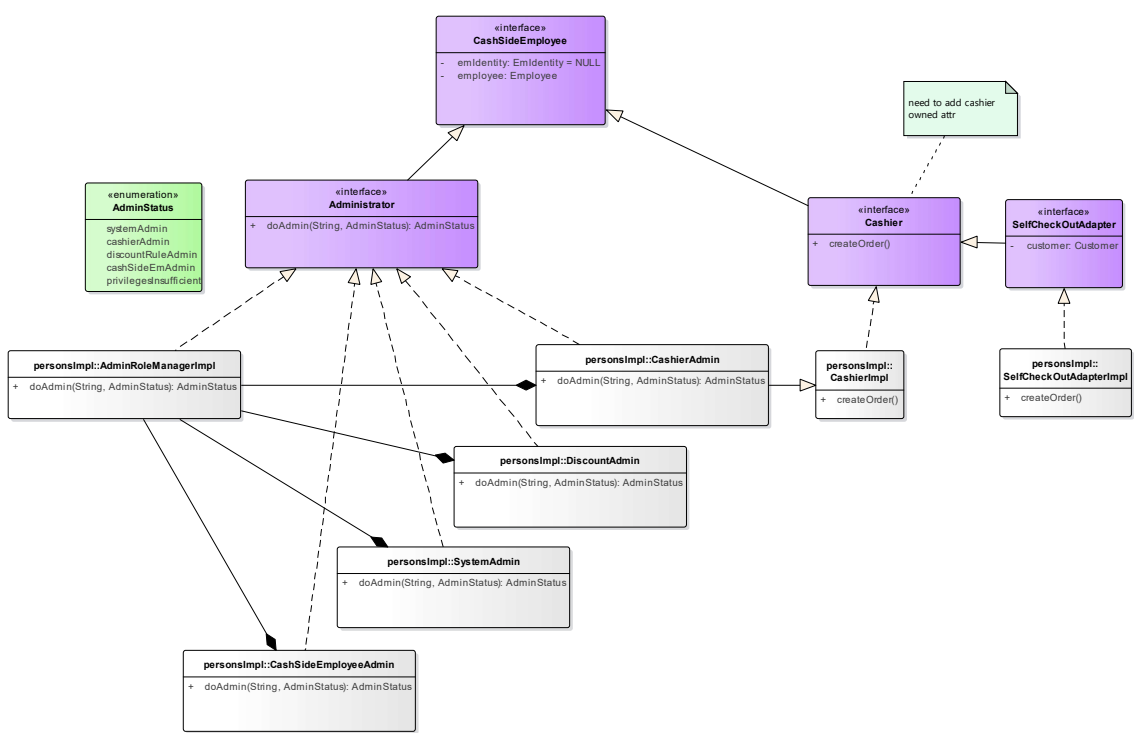 «interface»
CashSideEmployee
- emIdentity: EmIdentity = NULL
- employee: Employee
need to add cashier
owned attr
«enumeration»
AdminStatus
systemAdmin
cashierAdmin
discountRuleAdmin
cashSideEmAdmin
privilegesInsufficient
«interface»
Administrator
+ doAdmin(String, AdminStatus): AdminStatus
«interface»
Cashier
+ createOrder()
«interface»
SelfCheckOutAdapter
- customer: Customer
personsImpl::AdminRoleManagerImpl
+ doAdmin(String, AdminStatus): AdminStatus
personsImpl::CashierAdmin
+ doAdmin(String, AdminStatus): AdminStatus
personsImpl::
CashierImpl
+ createOrder()
personsImpl::
SelfCheckOutAdapterImpl
+ createOrder()
personsImpl::DiscountAdmin
+ doAdmin(String, AdminStatus): AdminStatus
personsImpl::SystemAdmin
+ doAdmin(String, AdminStatus): AdminStatus
personsImpl::CashSideEmployeeAdmin
+ doAdmin(String, AdminStatus): AdminStatus